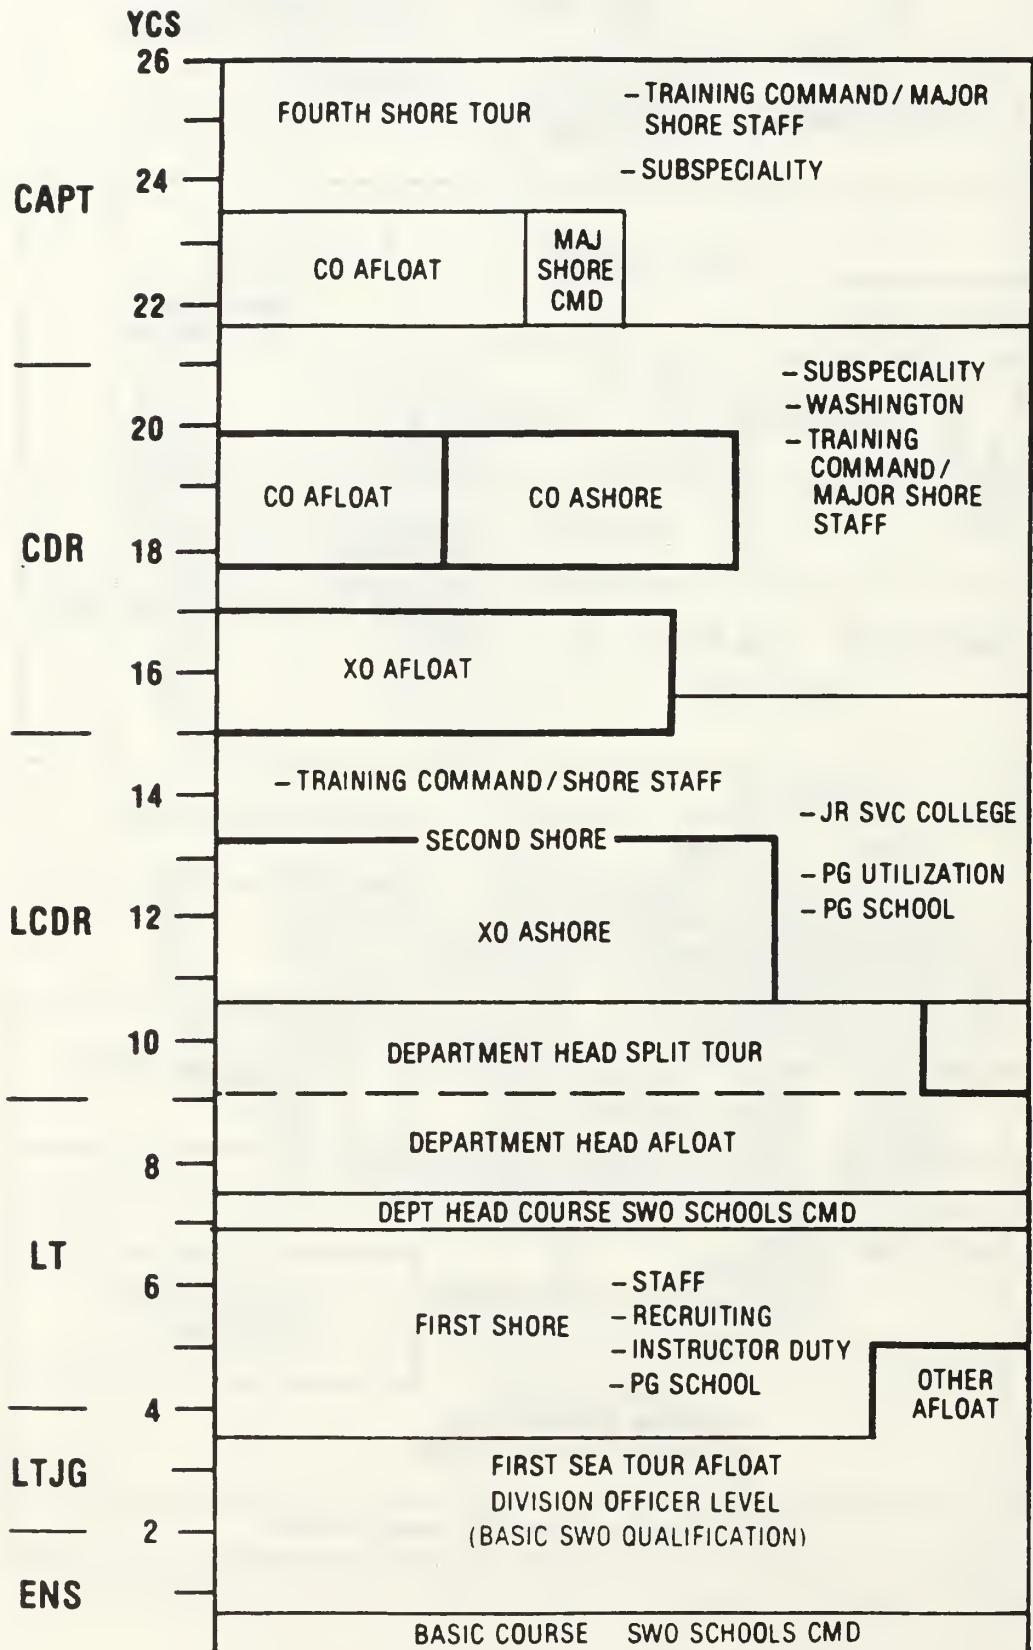 YCS
26
FOURTH SHORE TOUR
– TRAINING COMMAND / MAJOR
SHORE STAFF
– SUBSPECIALITY
24
CAPT
CO AFLOAT
MAJ
SHORE
CMD
22
– SUBSPECIALITY
– WASHINGTON
– TRAINING
COMMAND /
MAJOR SHORE
STAFF
20
CO AFLOAT
CO ASHORE
CDR
18
XO AFLOAT
16
– TRAINING COMMAND / SHORE STAFF
14
– JR SVC COLLEGE
SECOND SHORE
– PG UTILIZATION
– PG SCHOOL
LCDR
12
XO ASHORE
10
DEPARTMENT HEAD SPLIT TOUR
DEPARTMENT HEAD AFLOAT
8
DEPT HEAD COURSE SWO SCHOOLS CMD
LT
6
FIRST SHORE
– STAFF
– RECRUITING
– INSTRUCTOR DUTY
– PG SCHOOL
OTHER
AFLOAT
4
FIRST SEA TOUR AFLOAT
LTJG
DIVISION OFFICER LEVEL
2
(BASIC SWO QUALIFICATION)
ENS
BASIC COURSE SWO SCHOOLS CMD